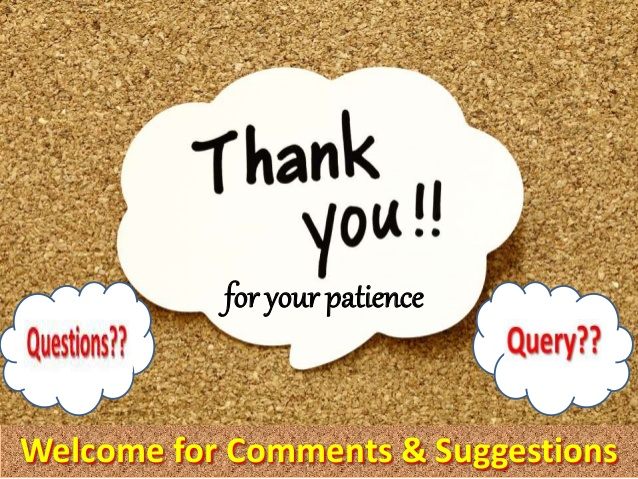 Thank
you!!
for your patience
Questions??
Query??
Welcome for Comments & Suggestions